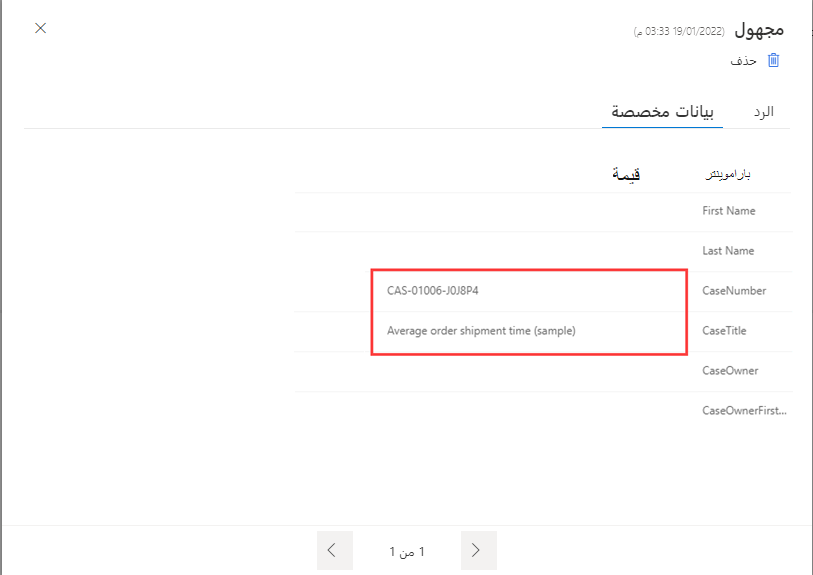 مجهول (19/01/2022 03:33 م)
حذف
الرد بيانات مخصصة
باراموينتر قيمة
First Name
Last Name
CaseNumber CAS-01006-J0J8P4
CaseTitle Average order shipment time (sample)
CaseOwner
CaseOwnerFirst...
1 من 1